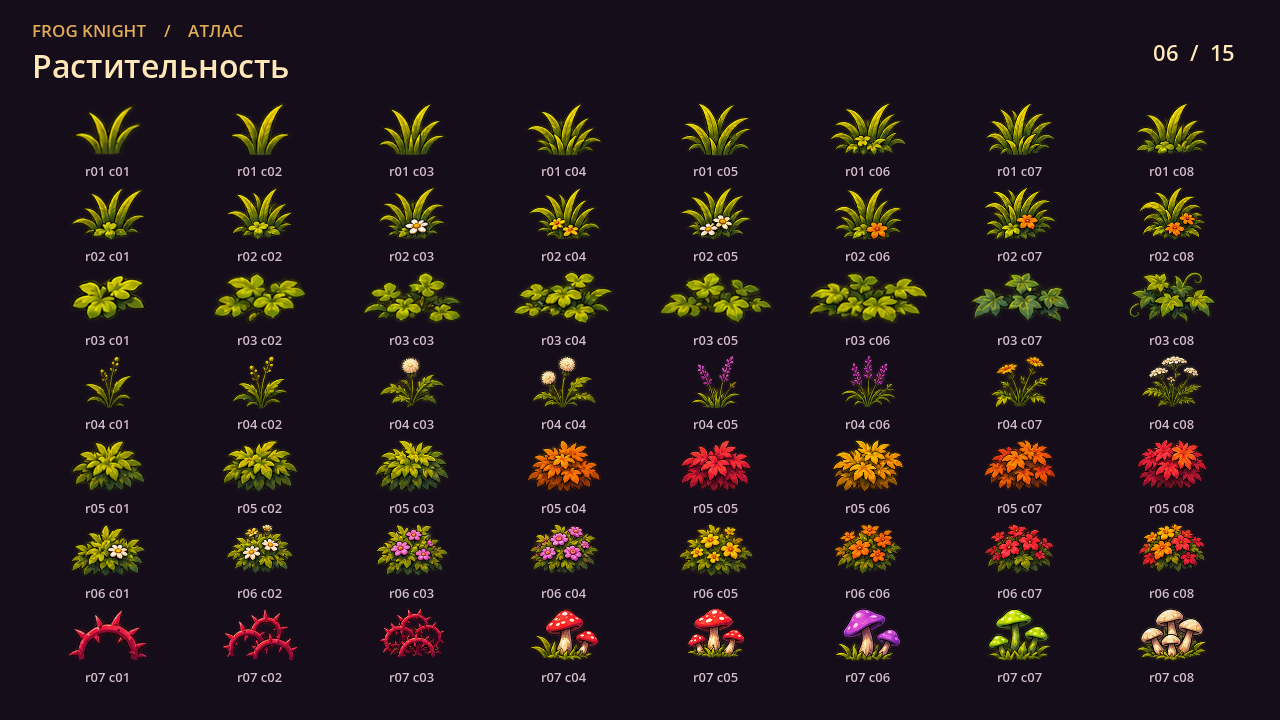 FROG KNIGHT / АТЛАС
Растительность
06 / 15
r01 c01 r01 c02 r01 c03 r01 c04 r01 c05 r01 c06 r01 c07 r01 c08
r02 c01 r02 c02 r02 c03 r02 c04 r02 c05 r02 c06 r02 c07 r02 c08
r03 c01 r03 c02 r03 c03 r03 c04 r03 c05 r03 c06 r03 c07 r03 c08
r04 c01 r04 c02 r04 c03 r04 c04 r04 c05 r04 c06 r04 c07 r04 c08
r05 c01 r05 c02 r05 c03 r05 c04 r05 c05 r05 c06 r05 c07 r05 c08
r06 c01 r06 c02 r06 c03 r06 c04 r06 c05 r06 c06 r06 c07 r06 c08
r07 c01 r07 c02 r07 c03 r07 c04 r07 c05 r07 c06 r07 c07 r07 c08